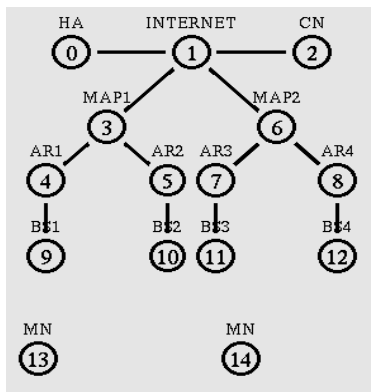 HA INTERNET CN
0 1 2
MAP1 MAP2
3 6
AR1 AR2 AR3 AR4
4 5 7 8
BS1 BS2 BS3 BS4
9 10 11 12
MN MN
13 14